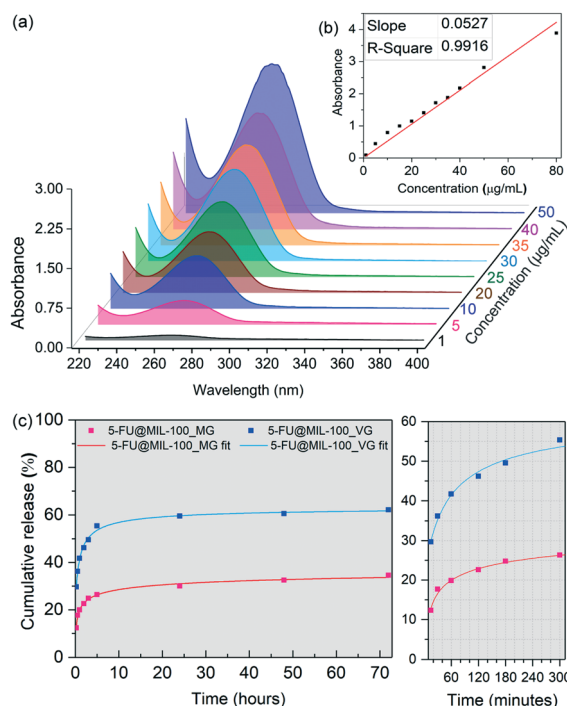 (a)
(b)
Slope 0.0527
R-Square 0.9916
Absorbance
4
3
2
1
0
0 20 40 60 80
Concentration (µg/mL)
Absorbance
3.00
2.25
1.50
0.75
0.00
220 240 260 280 300 320 340 360 380 400
Wavelength (nm)
50
40
35
30
25
20
10
5
1
Concentration (µg/mL)
(c)
5-FU@MIL-100_MG 5-FU@MIL-100_VG
5-FU@MIL-100_MG fit 5-FU@MIL-100_VG fit
Cumulative release (%)
100
80
60
40
20
0
0 10 20 30 40 50 60 70
Time (hours)
60
50
40
30
20
10
0
60 120 180 240 300
Time (minutes)